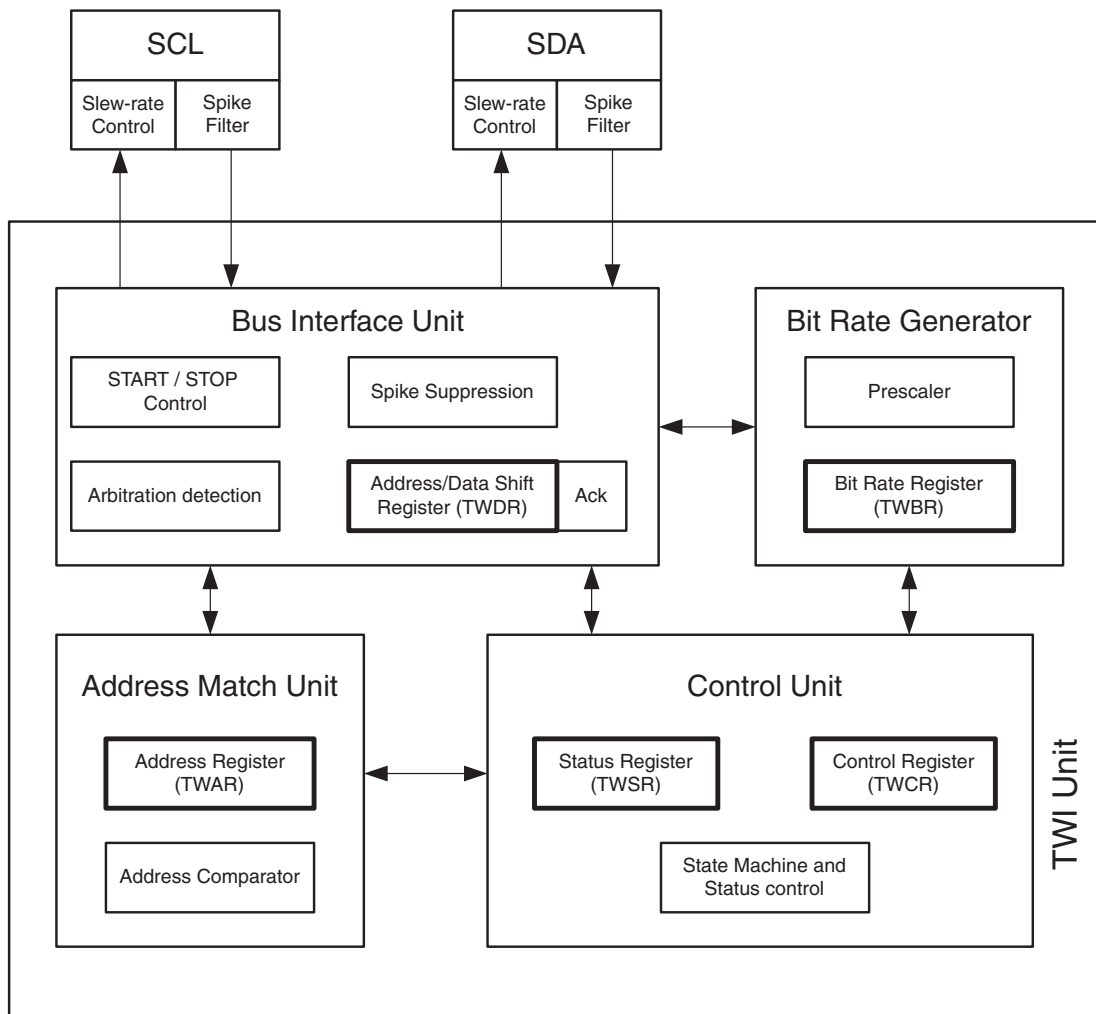 SCL
Slew-rate
Control
Spike
Filter
SDA
Slew-rate
Control
Spike
Filter
Bus Interface Unit
START / STOP
Control
Spike Suppression
Arbitration detection
Address/Data Shift
Register (TWDR)
Ack
Bit Rate Generator
Prescaler
Bit Rate Register
(TWBR)
Address Match Unit
Address Register
(TWAR)
Address Comparator
Control Unit
Status Register
(TWSR)
Control Register
(TWCR)
State Machine and
Status control
TWI Unit